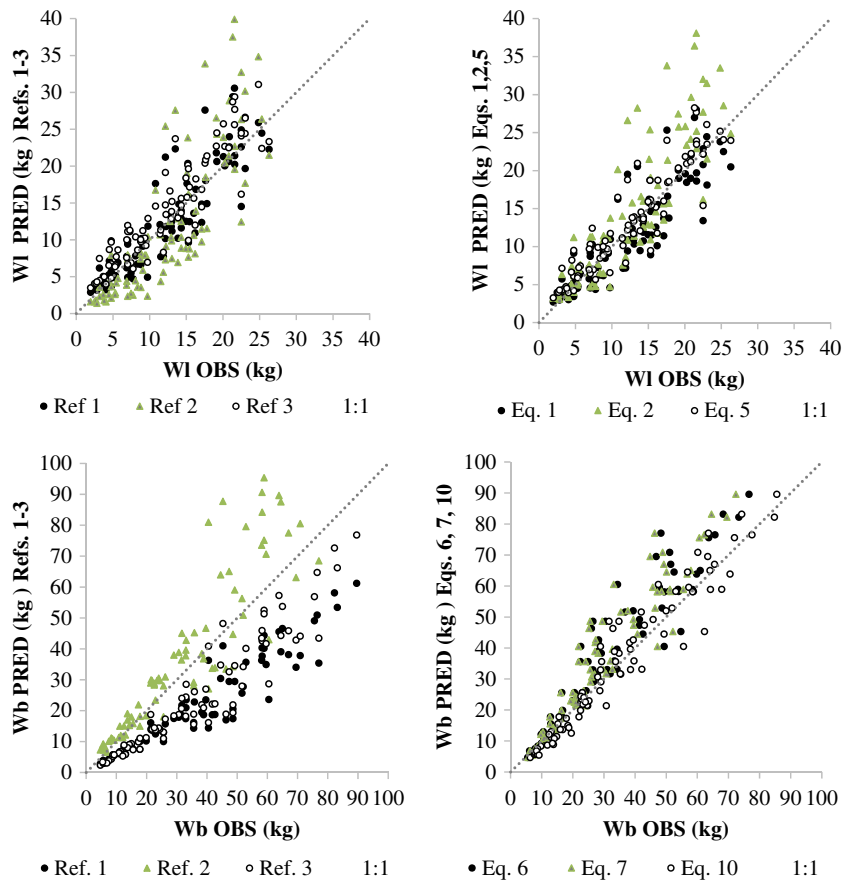 Wl PRED (kg ) Refs. 1-3
40
35
30
25
20
15
10
5
0
0 5 10 15 20 25 30 35 40
Wl OBS (kg)
Ref 1 Ref 2 Ref 3 1:1
Wl PRED (kg) Eqs. 1,2,5
40
35
30
25
20
15
10
5
0
0 5 10 15 20 25 30 35 40
Wl OBS (kg)
Eq. 1 Eq. 2 Eq. 5 1:1
Wb PRED (kg ) Refs. 1-3
100
90
80
70
60
50
40
30
20
10
0
0 10 20 30 40 50 60 70 80 90 100
Wb OBS (kg)
Ref. 1 Ref. 2 Ref. 3 1:1
Wb PRED (kg ) Eqs. 6, 7, 10
100
90
80
70
60
50
40
30
20
10
0
0 10 20 30 40 50 60 70 80 90 100
Wb OBS (kg)
Eq. 6 Eq. 7 Eq. 10 1:1